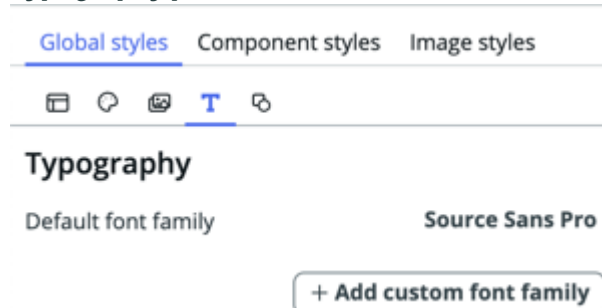 Global styles Component styles Image styles
T
Typography
Default font family Source Sans Pro
+ Add custom font family